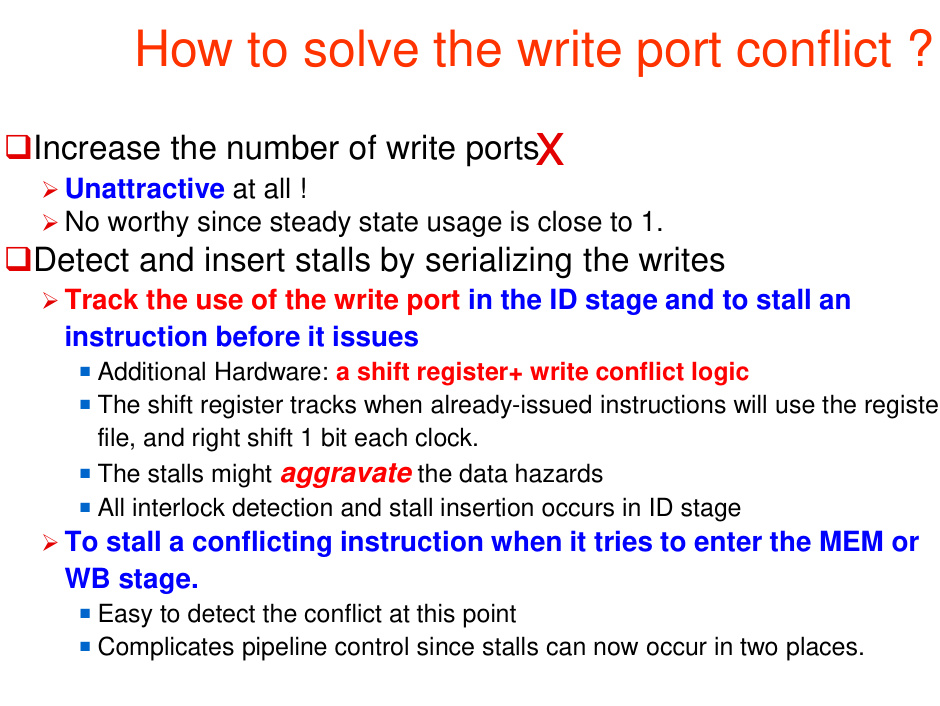 How to solve the write port conflict ?
Increase the number of write portsX
Unattractive at all !
No worthy since steady state usage is close to 1.
Detect and insert stalls by serializing the writes
Track the use of the write port in the ID stage and to stall an
instruction before it issues
Additional Hardware: a shift register+ write conflict logic
The shift register tracks when already-issued instructions will use the registe
file, and right shift 1 bit each clock.
The stalls might aggravate the data hazards
All interlock detection and stall insertion occurs in ID stage
To stall a conflicting instruction when it tries to enter the MEM or
WB stage.
Easy to detect the conflict at this point
Complicates pipeline control since stalls can now occur in two places.